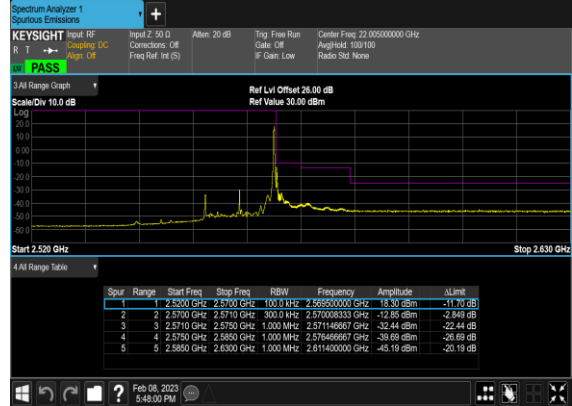 Spectrum Analyzer 1
Spurious Emissions
+
KEYSIGHT
R T
LW PASS
Input: RF
Coupling: DC
Align: Off
Input Z: 50 Ω
Corrections: Off
Freq Ref: Int (S)
Atten: 20 dB
Trig: Free Run
Gate: Off
IF Gain: Low
Center Freq: 22.005000000 GHz
Avg|Hold: 100/100
Radio Std: None
3 All Range Graph
Ref Lvl Offset 26.00 dB
Scale/Div 10.0 dB
Ref Value 30.00 dBm
Log
20.0
10.0
0.00
-10.0
-20.0
-30.0
-40.0
-50.0
-60.0
Start 2.520 GHz
Stop 2.630 GHz
4 All Range Table
Spur Range Start Freq Stop Freq RBW Frequency Amplitude ΔLimit
1 1 2.5200 GHz 2.5700 GHz 100.0 kHz 2.569500000 GHz 18.30 dBm -11.70 dB
2 2 2.5700 GHz 2.5710 GHz 300.0 kHz 2.570008333 GHz -12.85 dBm -2.849 dB
3 3 2.5710 GHz 2.5750 GHz 1.000 MHz 2.571146667 GHz -32.44 dBm -22.44 dB
4 4 2.5750 GHz 2.5850 GHz 1.000 MHz 2.576466667 GHz -39.69 dBm -26.69 dB
5 5 2.5850 GHz 2.6300 GHz 1.000 MHz 2.611400000 GHz -45.19 dBm -20.19 dB
?
Feb 08, 2023
5:48:00 PM